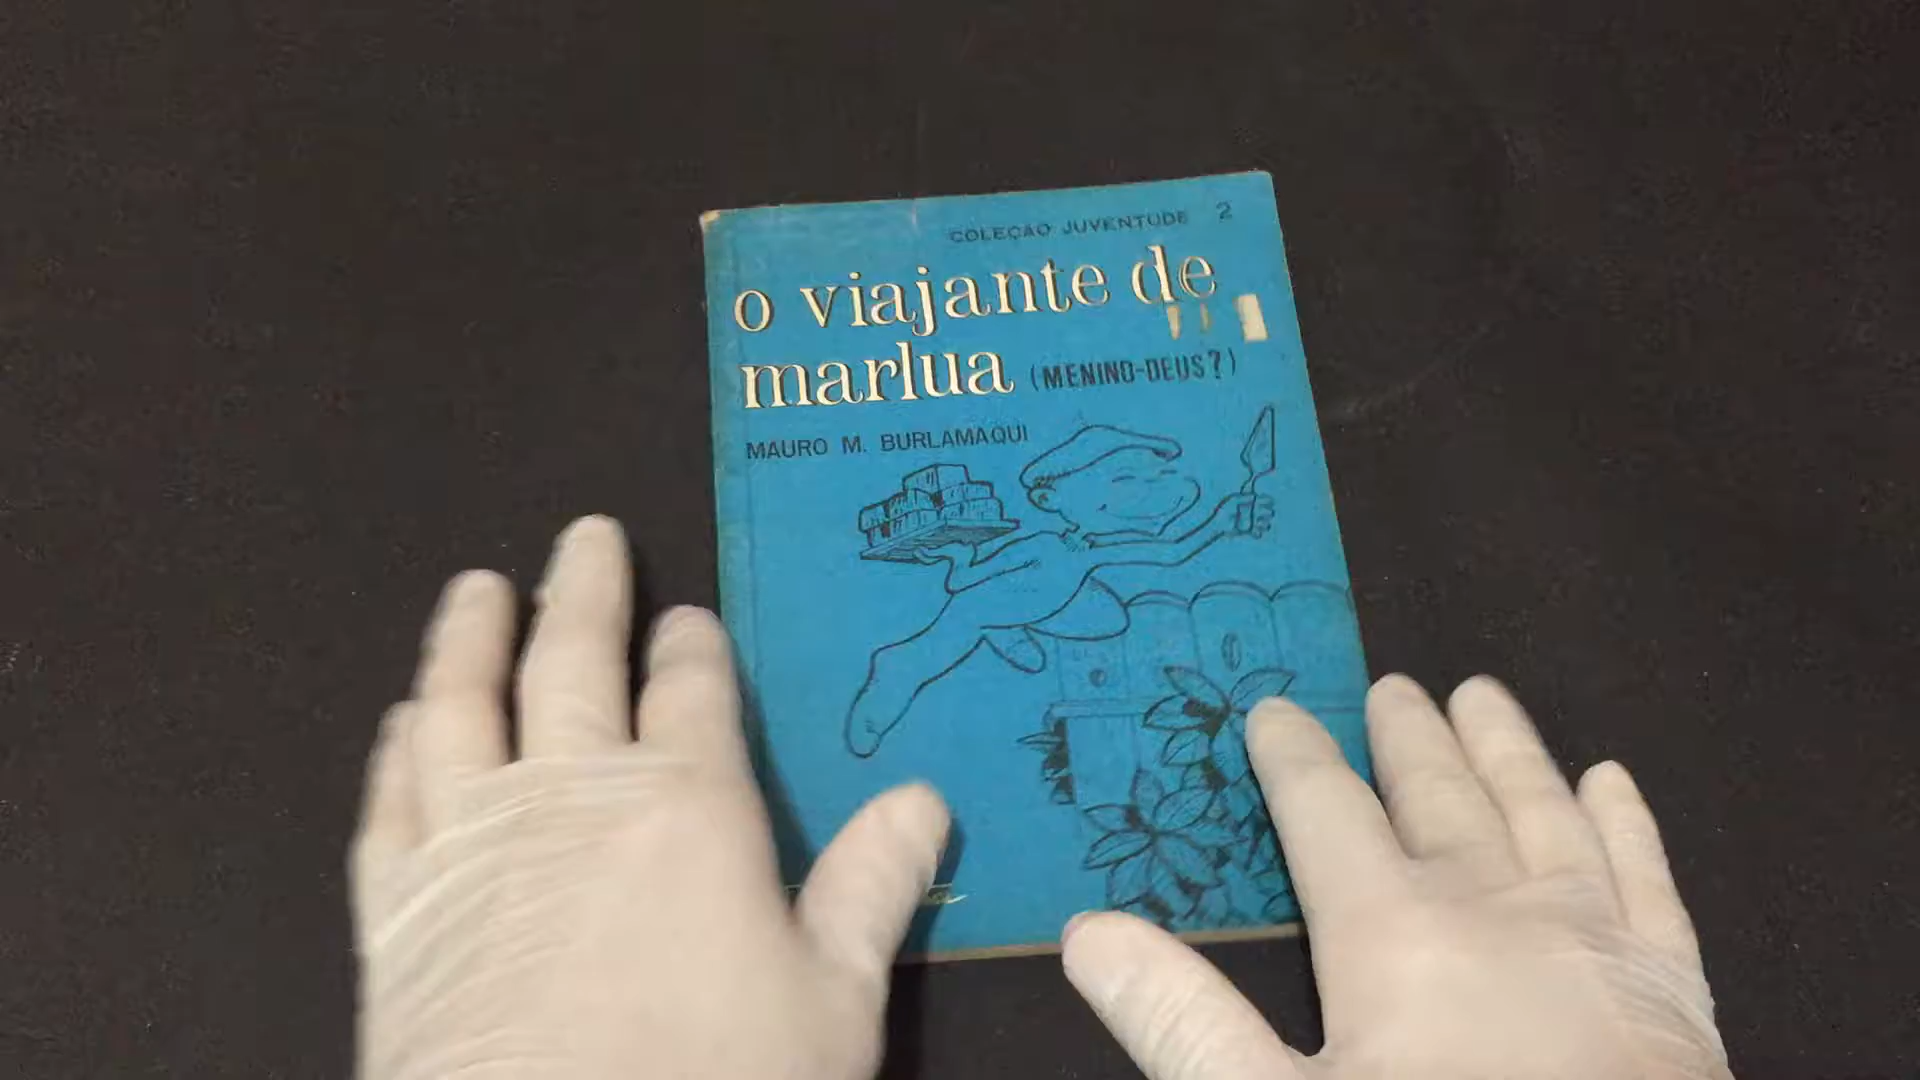 COLEÇÃO JUVENTUDE 2
o viajante de
marlua (MENINO-DEUS?)
MAURO M. BURLAMAQUI